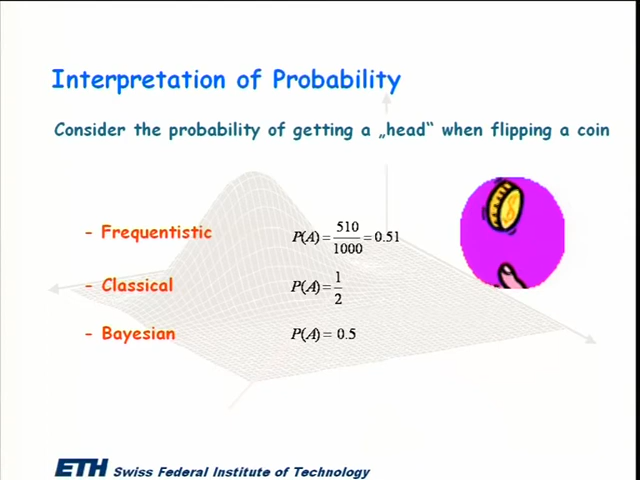 Interpretation of Probability
Consider the probability of getting a „head“ when flipping a coin
- Frequentistic P(A) = 510/1000 = 0.51
- Classical P(A) = 1/2
- Bayesian P(A) = 0.5
ETH Swiss Federal Institute of Technology